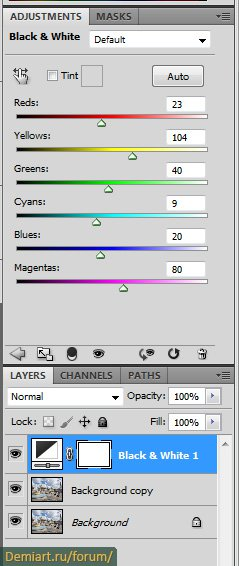 ADJUSTMENTS MASKS
Black & White Default
Tint Auto
Reds: 23
Yellows: 104
Greens: 40
Cyans: 9
Blues: 20
Magentas: 80
LAYERS CHANNELS PATHS
Normal Opacity: 100%
Lock: Fill: 100%
Black & White 1
Background copy
Background
Demiart.ru/forum/